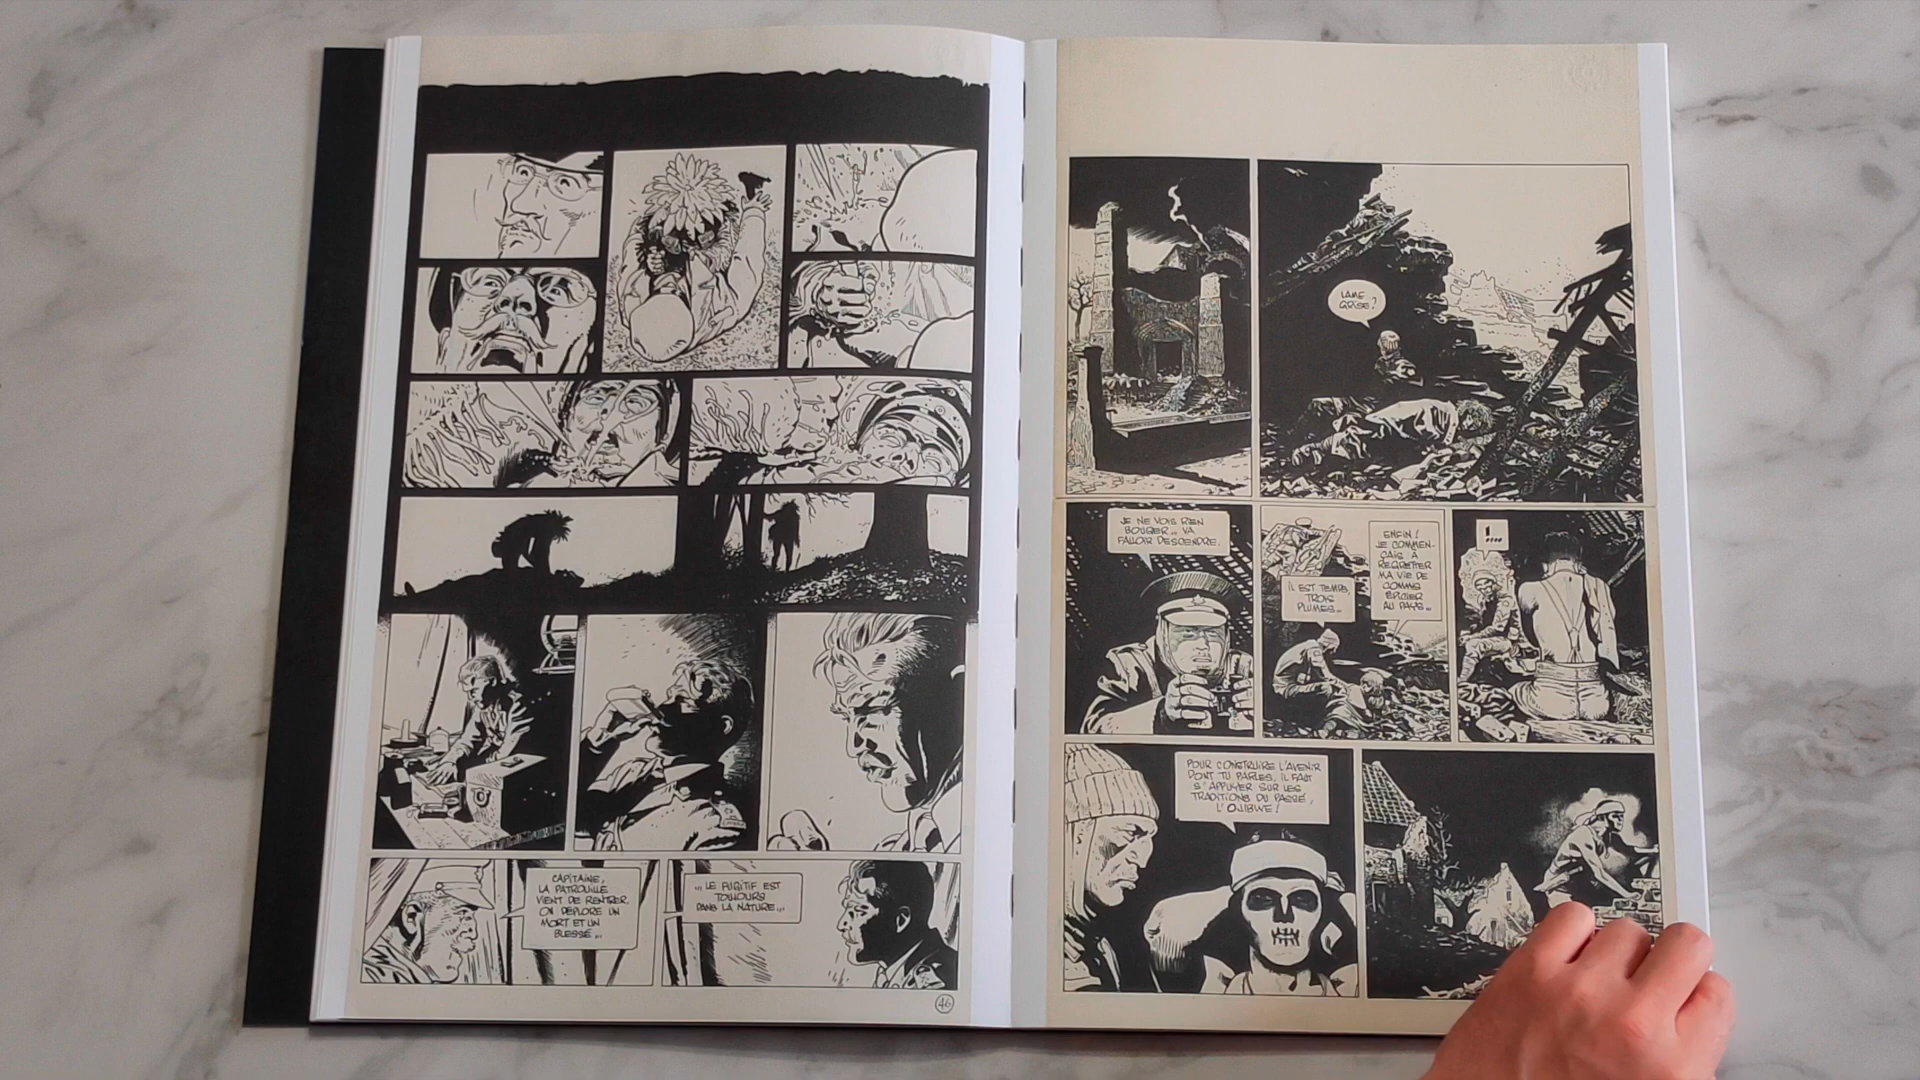 CAPITAINE,
LA PATROUILLE
VIENT DE RENTRER.
ON DÉPLORE UN
MORT ET UN
BLESSÉ...
... LE FUGITIF EST
TOUJOURS
DANS LA NATURE...
46
LAME
GRISE ?
JE NE VOIS RIEN
BOUGER... VA
FALLOIR DESCENDRE.
IL EST TEMPS,
TROIS
PLUMES...
ENFIN !
JE COMMEN-
ÇAIS À
REGRETTER
MA VIE DE
COMMIS
ÉPICIER
AU PAYS...
! ...
POUR CONSTRUIRE L'AVENIR
DONT TU PARLES, IL FAUT
S'APPUYER SUR LES
TRADITIONS DU PASSÉ,
L'OJIBWE !